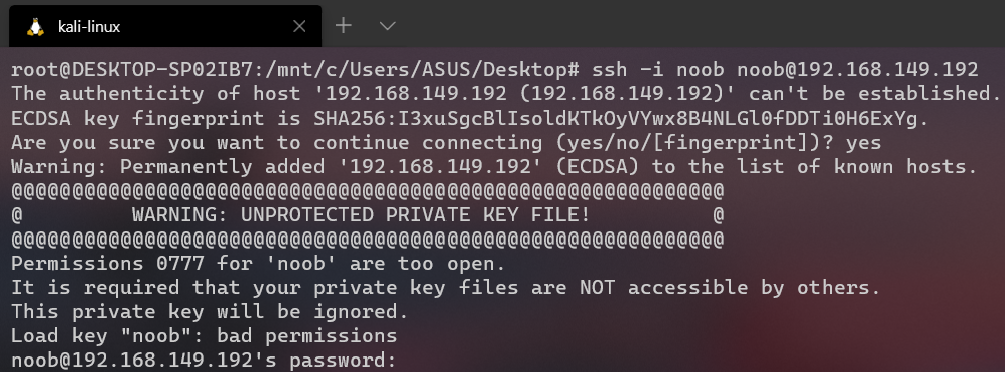 kali-linux
root@DESKTOP-SP02IB7:/mnt/c/Users/ASUS/Desktop# ssh -i noob noob@192.168.149.192
The authenticity of host '192.168.149.192 (192.168.149.192)' can't be established.
ECDSA key fingerprint is SHA256:I3xuSgcBlIsoldKTkOyVYwx8B4NLGl0fDDTi0H6ExYg.
Are you sure you want to continue connecting (yes/no/[fingerprint])? yes
Warning: Permanently added '192.168.149.192' (ECDSA) to the list of known hosts.
@@@@@@@@@@@@@@@@@@@@@@@@@@@@@@@@@@@@@@@@@@@@@@@@@@@@@@@@@@@
@         WARNING: UNPROTECTED PRIVATE KEY FILE!          @
@@@@@@@@@@@@@@@@@@@@@@@@@@@@@@@@@@@@@@@@@@@@@@@@@@@@@@@@@@@
Permissions 0777 for 'noob' are too open.
It is required that your private key files are NOT accessible by others.
This private key will be ignored.
Load key "noob": bad permissions
noob@192.168.149.192's password: